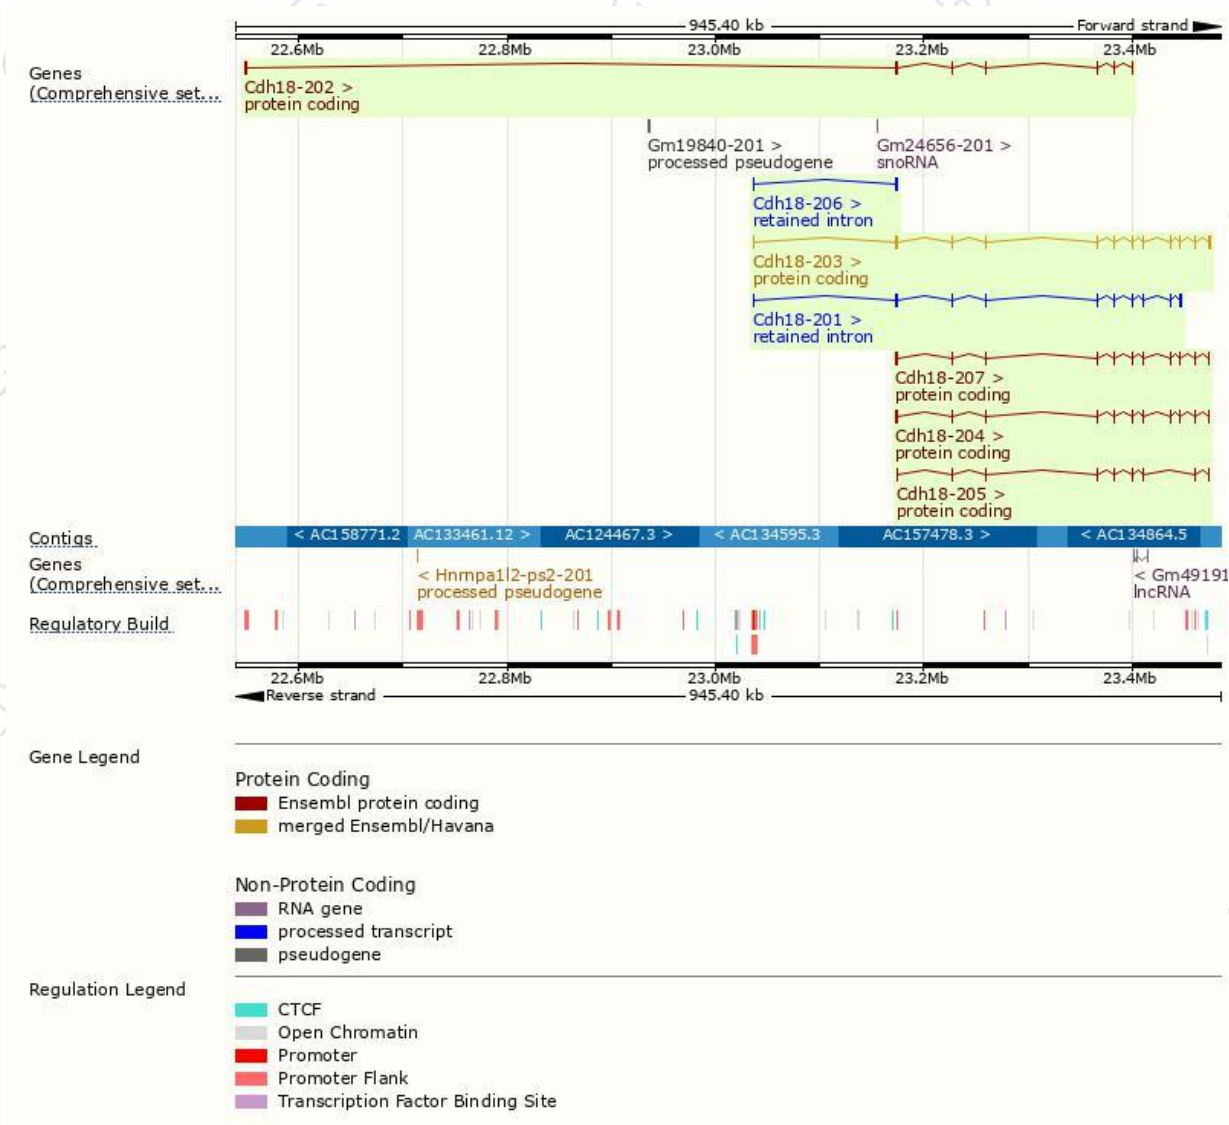 945.40 kb Forward strand
22.6Mb 22.8Mb 23.0Mb 23.2Mb 23.4Mb
Genes
(Comprehensive set...
Cdh18-202 >
protein coding
Gm19840-201 > Gm24656-201 >
processed pseudogene snoRNA
Cdh18-206 >
retained intron
Cdh18-203 >
protein coding
Cdh18-201 >
retained intron
Cdh18-207 >
protein coding
Cdh18-204 >
protein coding
Cdh18-205 >
protein coding
Contigs < AC158771.2 AC133461.12 > AC124467.3 > < AC134595.3 AC157478.3 > < AC134864.5
Genes
(Comprehensive set...
< Hnrnpa1l2-ps2-201 < Gm49191
processed pseudogene lncRNA
Regulatory Build
22.6Mb 22.8Mb 23.0Mb 23.2Mb 23.4Mb
Reverse strand 945.40 kb
Gene Legend
Protein Coding
Ensembl protein coding
merged Ensembl/Havana
Non-Protein Coding
RNA gene
processed transcript
pseudogene
Regulation Legend
CTCF
Open Chromatin
Promoter
Promoter Flank
Transcription Factor Binding Site